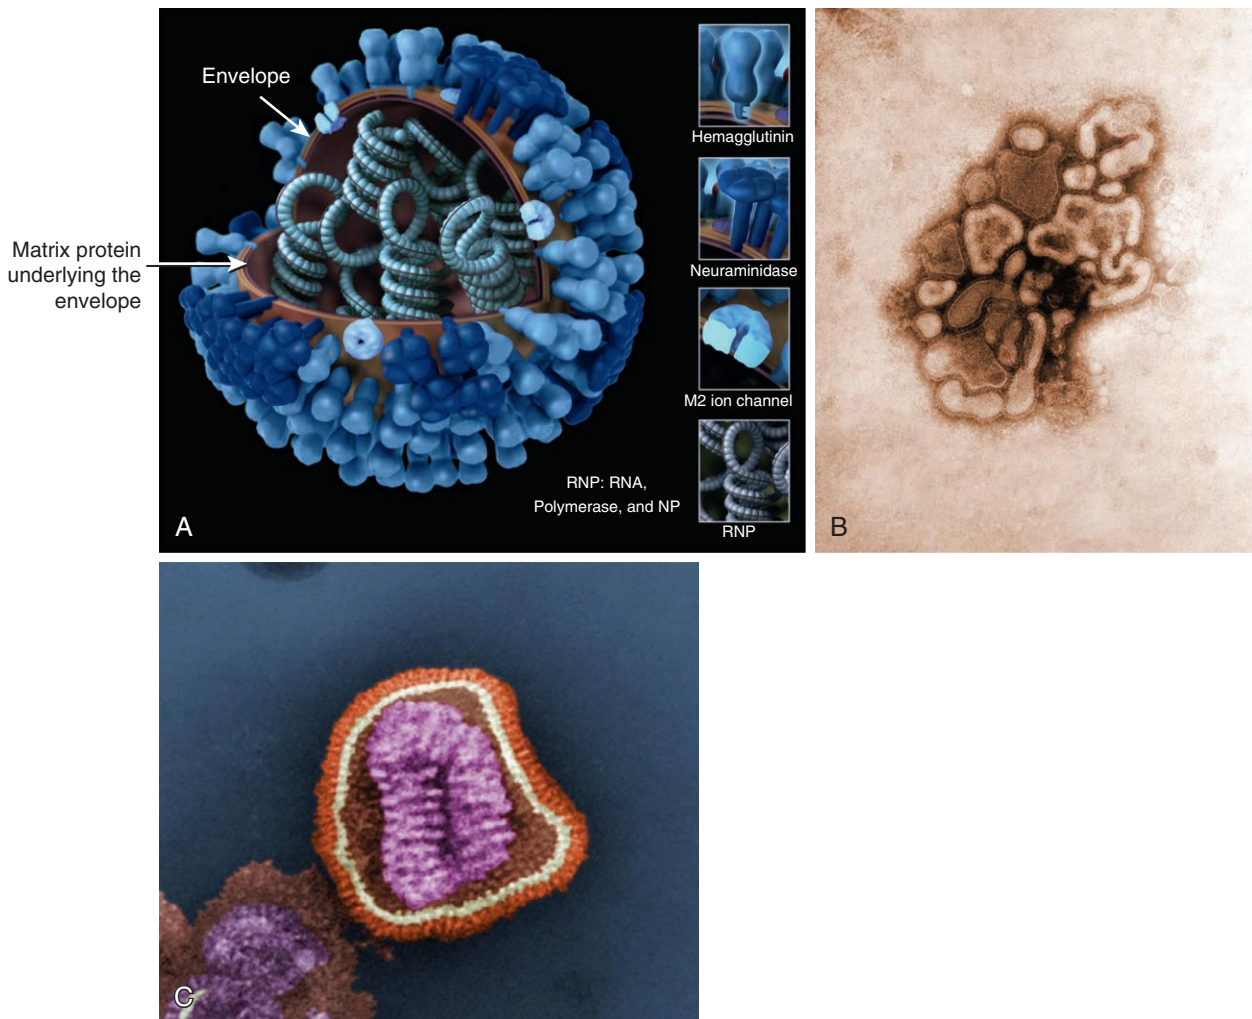 Envelope
Matrix protein
underlying the
envelope
Hemagglutinin
Neuraminidase
M2 ion channel
RNP: RNA,
Polymerase, and NP
RNP
A
B
C